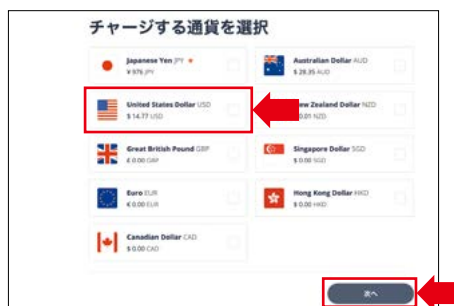 チャージする通貨を選択
Japanese Yen JPY
¥ 976 JPY
Australian Dollar AUD
$ 28.35 AUD
United States Dollar USD
$ 14.77 USD
New Zealand Dollar NZD
0.01 NZD
Great British Pound GBP
£ 0.00 GBP
Singapore Dollar SGD
$ 0.00 SGD
Euro EUR
€ 0.00 EUR
Hong Kong Dollar HKD
$ 0.00 HKD
Canadian Dollar CAD
$ 0.00 CAD
次へ